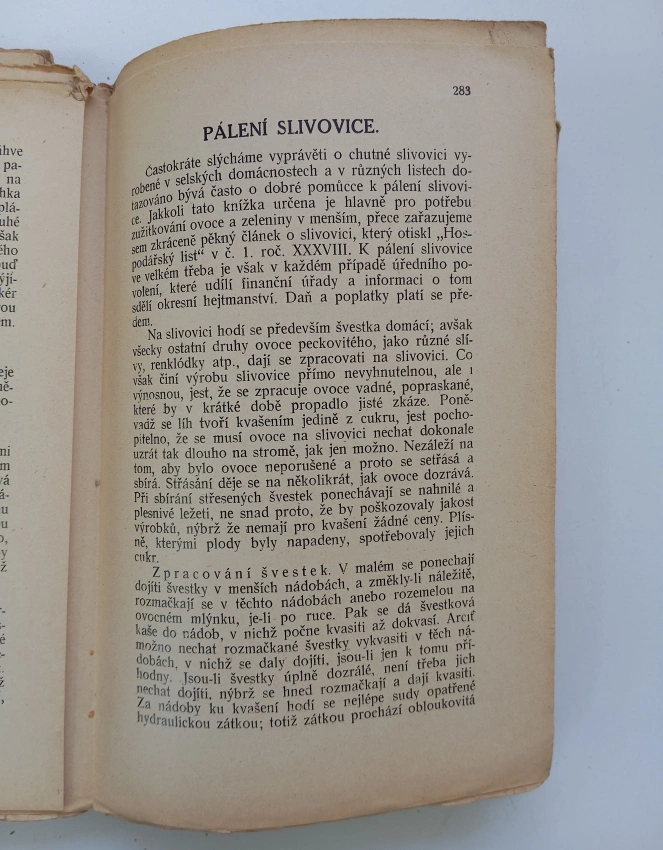 283
PÁLENÍ SLIVOVICE.
Častokráte slýcháme vyprávěti o chutné slivovici vy-
robené v selských domácnostech a v různých listech do-
tazováno bývá často o dobré pomůcce k pálení slivovi-
ce. Jakkoli tato knížka určena je hlavně pro potřebu
zužitkování ovoce a zeleniny v menším, přece zařazujeme
sem zkráceně pěkný článek o slivovici, který otiskl „Hos-
podářský list" v č. 1. roč. XXXVIII. K pálení slivovice
ve velkém třeba je však v každém případě úředního po-
volení, které udílí finanční úřady a informaci o tom
sdělí okresní hejtmanství. Daň a poplatky platí se pře-
dem.
Na slivovici hodí se především švestka domácí; avšak
všecky ostatní druhy ovoce peckovitého, jako různé slí-
vy, renklódky atp., dají se zpracovati na slivovici. Co
však činí výrobu slivovice přímo nevyhnutelnou, ale i
výnosnou, jest, že se zpracuje ovoce vadné, popraskané,
které by v krátké době propadlo jisté zkáze. Poně-
vadž se líh tvoří kvašením jedině z cukru, jest pocho-
pitelno, že se musí ovoce na slivovici nechat dokonale
uzrát tak dlouho na stromě, jak jen možno. Nezáleží na
tom, aby bylo ovoce neporušené a proto se setřásá a
sbírá. Střásání děje se na několikrát, jak ovoce dozrává.
Při sbírání střesených švestek ponechávají se nahnilé a
plesnivé ležeti, ne snad proto, že by poškozovaly jakost
výrobků, nýbrž že nemají pro kvašení žádné ceny. Plís-
ně, kterými plody byly napadeny, spotřebovaly jejich
cukr.
Zpracování švestek. V malém se ponechají
dojíti švestky v menších nádobách, a změkly-li náležitě,
rozmačkají se v těchto nádobách anebo rozemelou na
ovocném mlýnku, je-li po ruce. Pak se dá švestková
kaše do nádob, v nichž počne kvasiti až dokvasí. Arciť
možno nechat rozmačkané švestky vykvasiti v těch ná-
dobách, v nichž se daly dojíti, jsou-li jen k tomu pří-
hodny. Jsou-li švestky úplně dozrálé, není třeba jich
nechat dojíti, nýbrž se hned rozmačkají a dají kvasiti.
Za nádoby ku kvašení hodí se nejlépe sudy opatřené
hydraulickou zátkou; totiž zátkou prochází obloukovitá